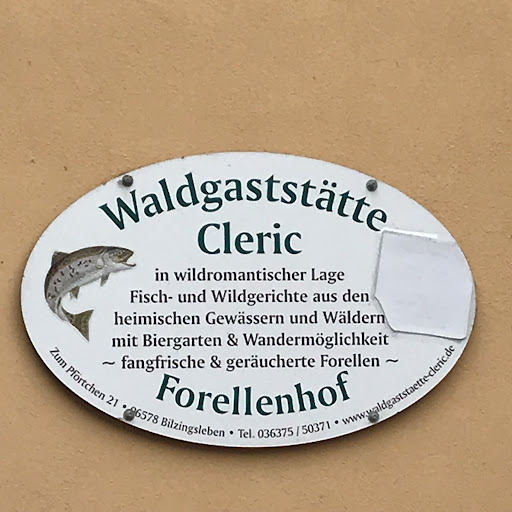 Waldgaststätte
Cleric
in wildromantischer Lage
Fisch- und Wildgerichte aus den
heimischen Gewässern und Wäldern
mit Biergarten & Wandermöglichkeit
~ fangfrische & geräucherte Forellen ~
Forellenhof
Zum Pförtchen 21 • 06578 Bilzingsleben • Tel. 036375 / 50371 • www.waldgaststaette-cleric.de